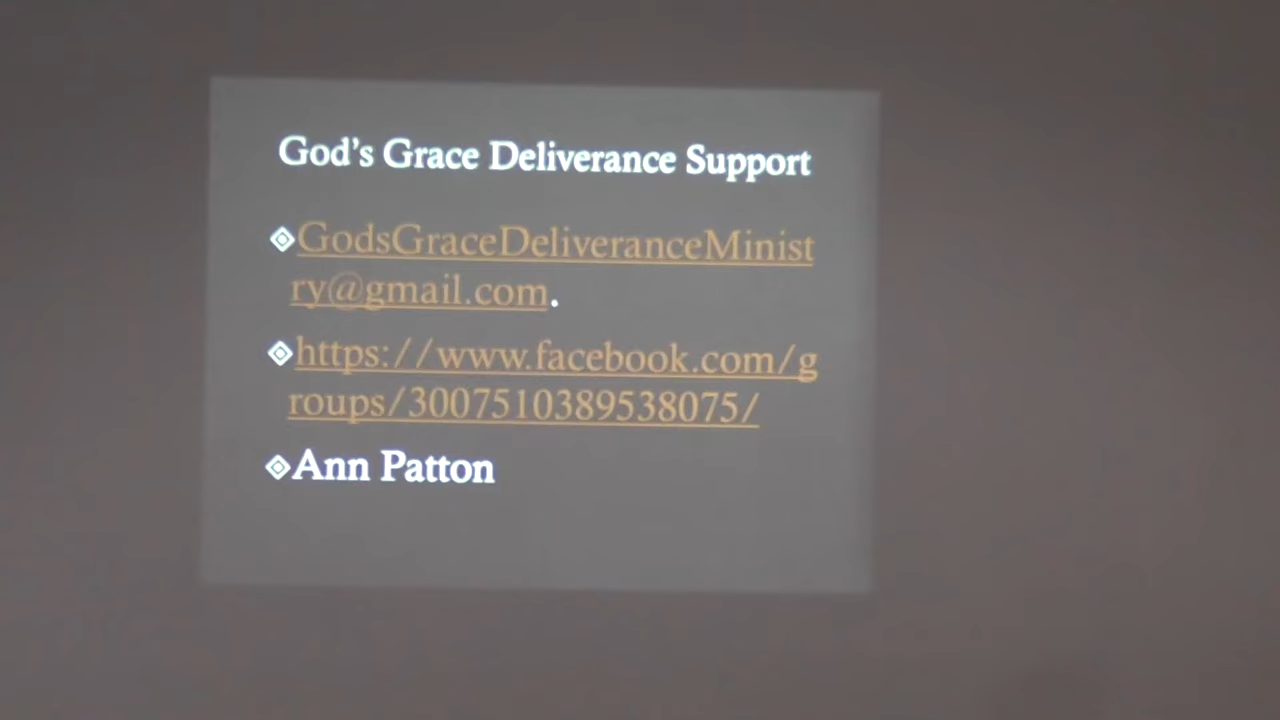 God's Grace Deliverance Support
GodsGraceDeliveranceMinist
ry@gmail.com.
https://www.facebook.com/g
roups/3007510389538075/
Ann Patton